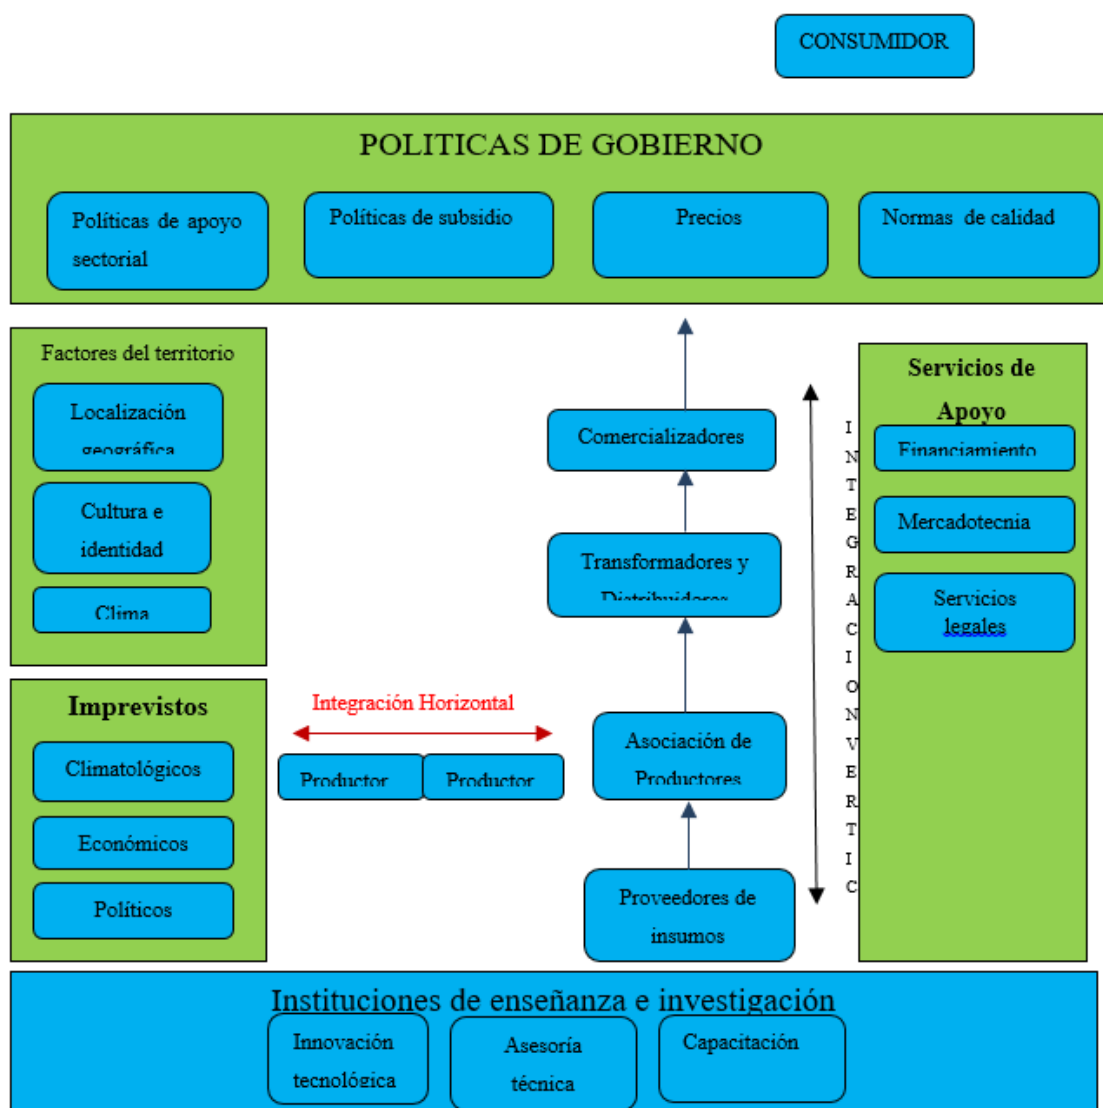 CONSUMIDOR
POLITICAS DE GOBIERNO
Políticas de apoyo
sectorial
Políticas de subsidio
Precios
Normas de calidad
Factores del territorio
Localización
geográfica
Cultura e
identidad
Clima
Imprevistos
Climatológicos
Económicos
Políticos
Integración Horizontal
Productor
Productor
Comercializadores
Transformadores y
Distribuidores
Asociación de
Productores
Proveedores de
insumos
I
N
T
E
G
R
A
C
I
O
N
V
E
R
T
I
C
Servicios de
Apoyo
Financiamiento
Mercadotecnia
Servicios
legales
Instituciones de enseñanza e investigación
Innovación
tecnológica
Asesoría
técnica
Capacitación